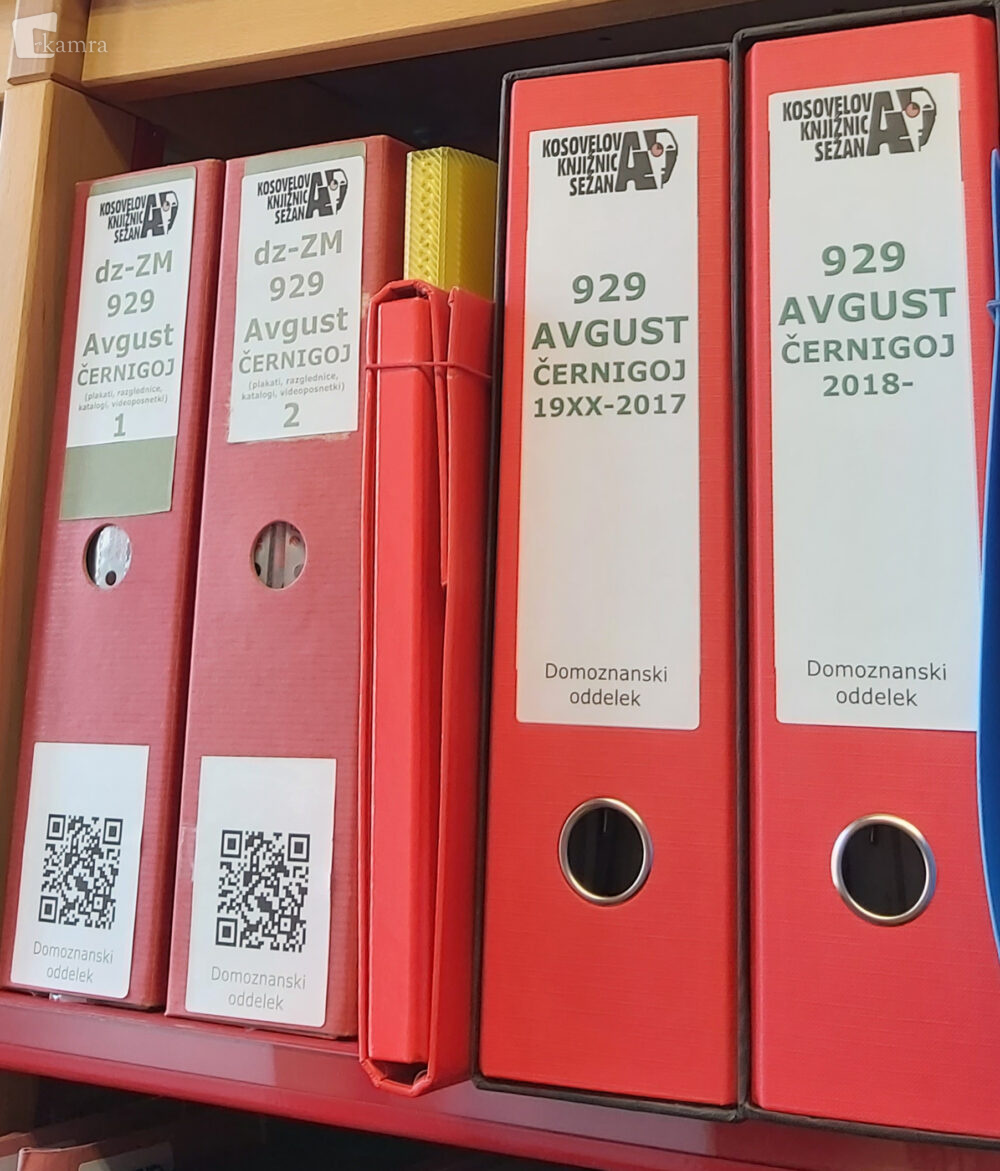 kamra
KOSOVELOV
KNJIŽNIC
SEŽAN
A
dz-ZM
929
Avgust
ČERNIGOJ
(plakati, razglednice,
katalogi, videoposnetki)
1
Domoznanski
oddelek
KOSOVELOV
KNJIŽNIC
SEŽAN
A
dz-ZM
929
Avgust
ČERNIGOJ
(plakati, razglednice,
katalogi, videoposnetki)
2
Domoznanski
oddelek
KOSOVELOV
KNJIŽNIC
SEŽAN
A
929
AVGUST
ČERNIGOJ
19XX-2017
Domoznanski
oddelek
KOSOVELOV
KNJIŽNIC
SEŽAN
A
929
AVGUST
ČERNIGOJ
2018-
Domoznanski
oddelek